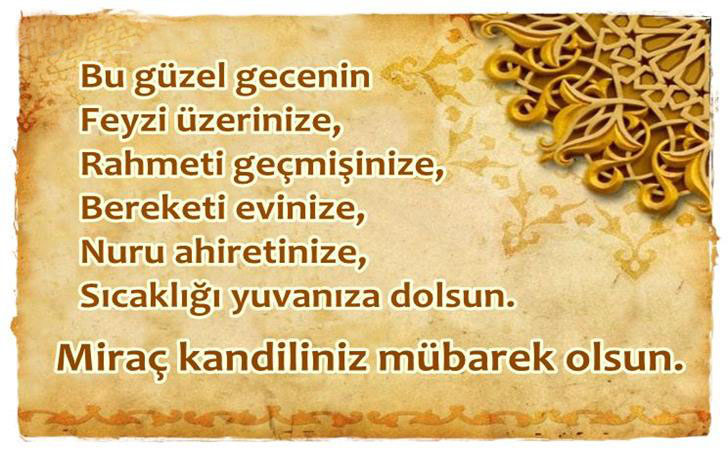 Bu güzel gecenin
Feyzi üzerinize,
Rahmeti geçmişinize,
Bereketi evinize,
Nuru ahiretinize,
Sıcaklığı yuvanıza dolsun.
Miraç kandiliniz mübarek olsun.